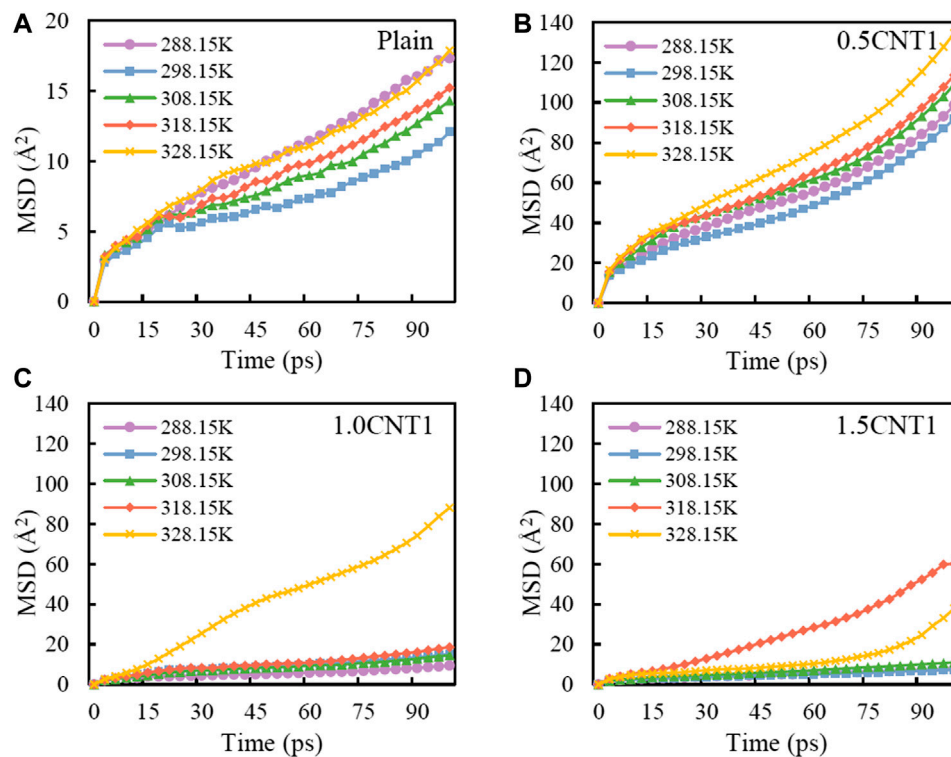 A
Plain
288.15K
298.15K
308.15K
318.15K
328.15K
MSD (Å²)
20
15
10
5
0
0 15 30 45 60 75 90
Time (ps)
B
0.5CNT1
288.15K
298.15K
308.15K
318.15K
328.15K
MSD (Å²)
140
120
100
80
60
40
20
0
0 15 30 45 60 75 90
Time (ps)
C
1.0CNT1
288.15K
298.15K
308.15K
318.15K
328.15K
MSD (Å²)
140
120
100
80
60
40
20
0
0 15 30 45 60 75 90
Time (ps)
D
1.5CNT1
288.15K
298.15K
308.15K
318.15K
328.15K
MSD (Å²)
140
120
100
80
60
40
20
0
0 15 30 45 60 75 90
Time (ps)